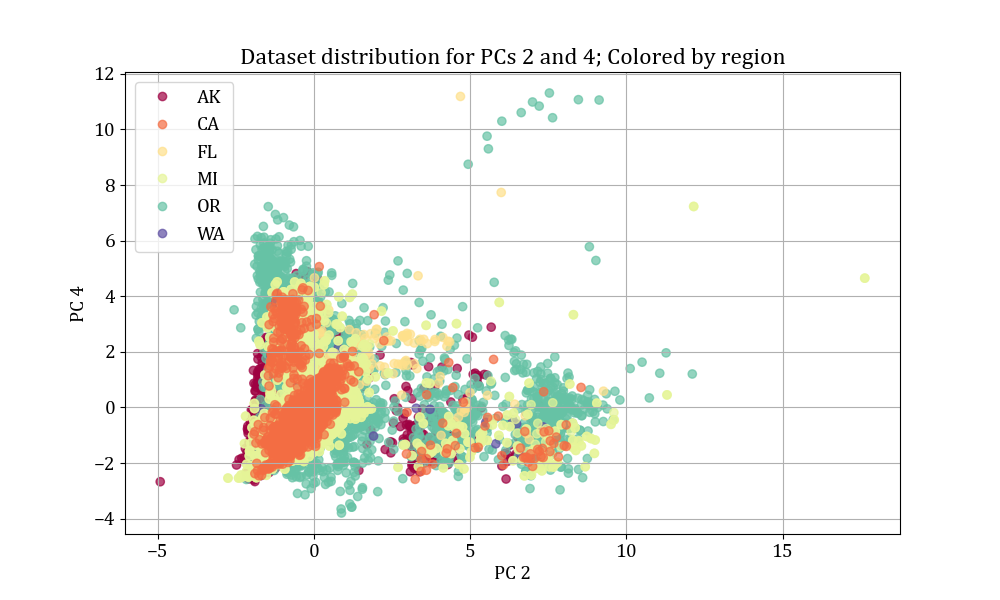 Dataset distribution for PCs 2 and 4; Colored by region
12
10
8
6
4
2
0
−2
−4
PC 4
AK
CA
FL
MI
OR
WA
−5
0
5
10
15
PC 2